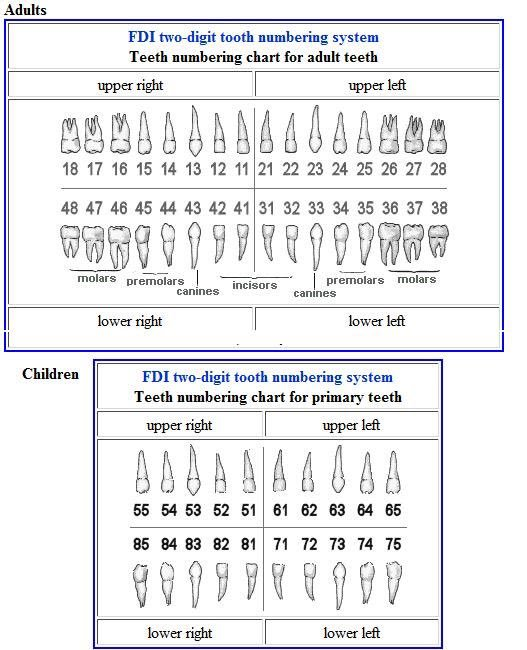 Adults
FDI two-digit tooth numbering system
Teeth numbering chart for adult teeth
upper right upper left
18 17 16 15 14 13 12 11 21 22 23 24 25 26 27 28
48 47 46 45 44 43 42 41 31 32 33 34 35 36 37 38
molars premolars canines incisors canines premolars molars
lower right lower left
Children
FDI two-digit tooth numbering system
Teeth numbering chart for primary teeth
upper right upper left
55 54 53 52 51 61 62 63 64 65
85 84 83 82 81 71 72 73 74 75
lower right lower left